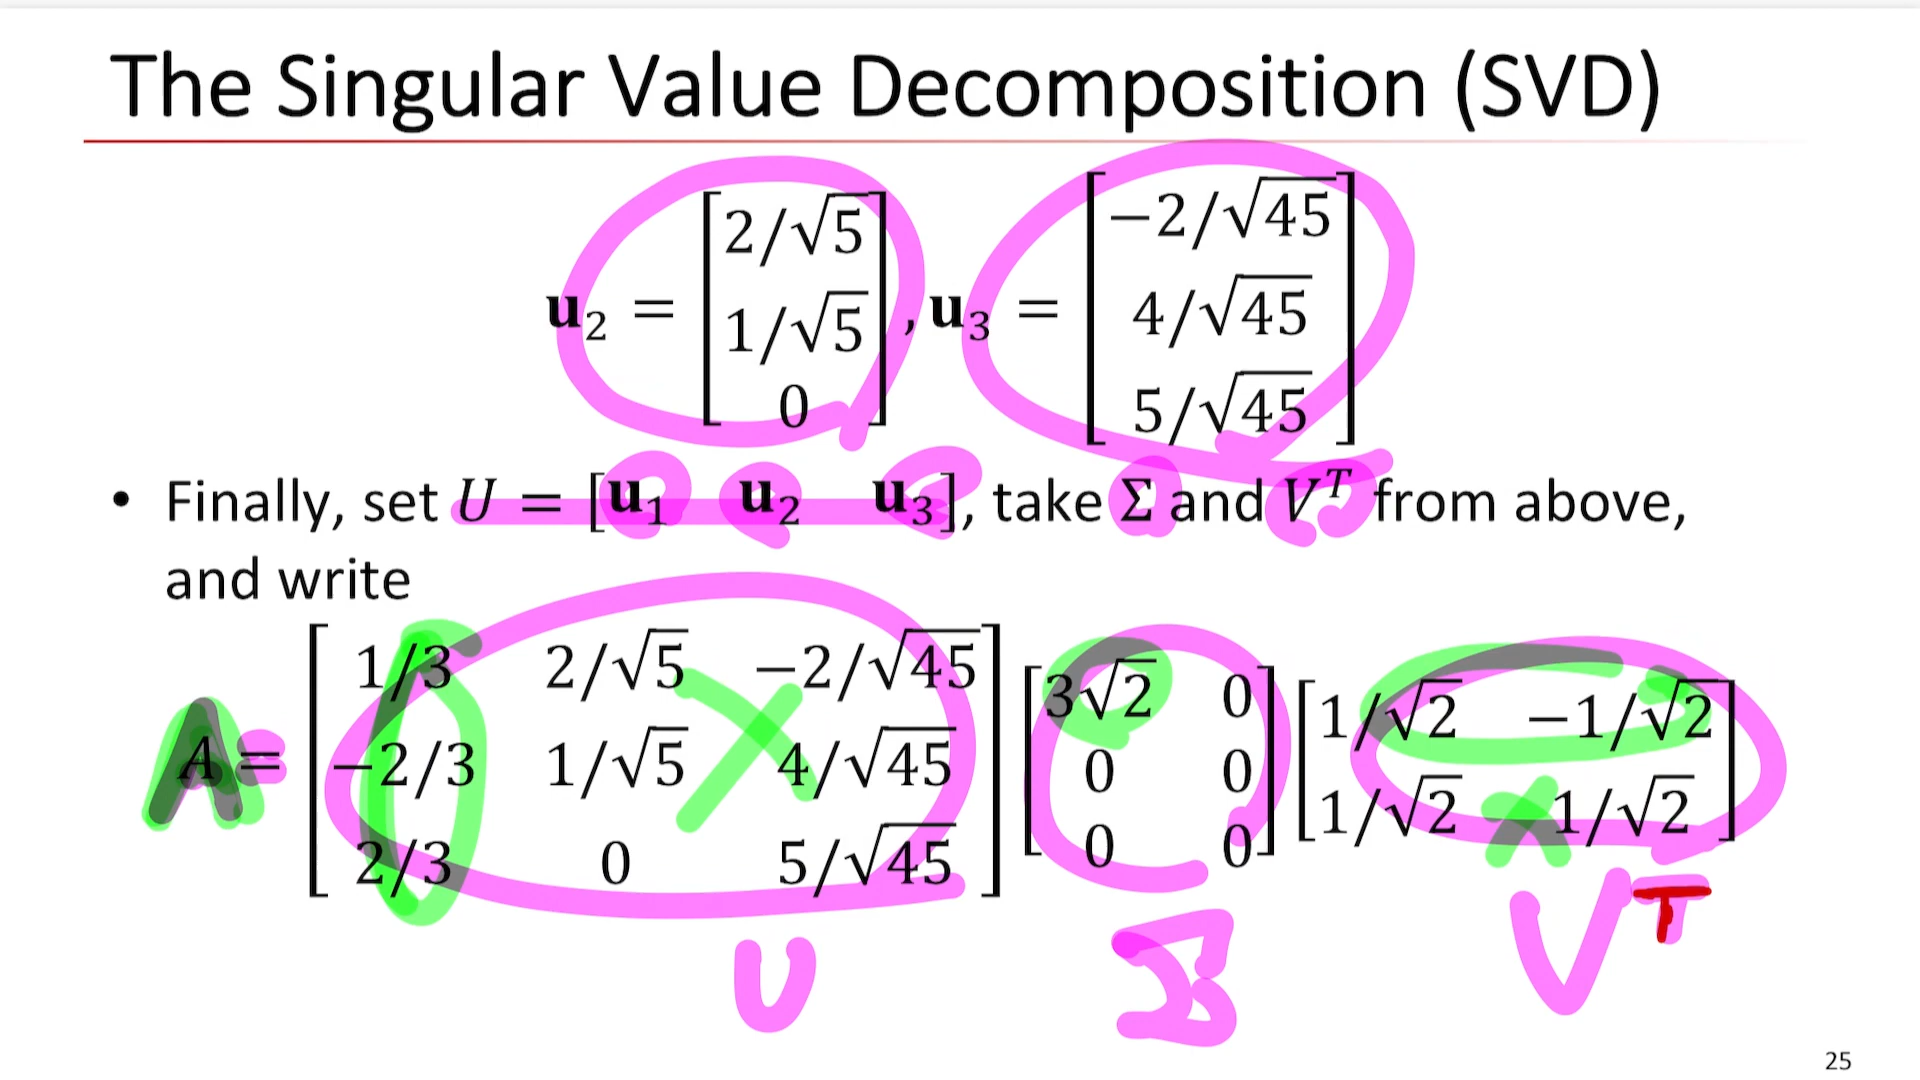 The Singular Value Decomposition (SVD)
𝐮₂ = [2/√5; 1/√5; 0], 𝐮₃ = [−2/√45; 4/√45; 5/√45]
• Finally, set U = [𝐮₁ 𝐮₂ 𝐮₃], take Σ and Vᵀ from above,
and write
A = [1/3 2/√5 −2/√45; −2/3 1/√5 4/√45; 2/3 0 5/√45] [3√2 0; 0 0; 0 0] [1/√2 −1/√2; 1/√2 1/√2]
U Σ Vᵀ
25